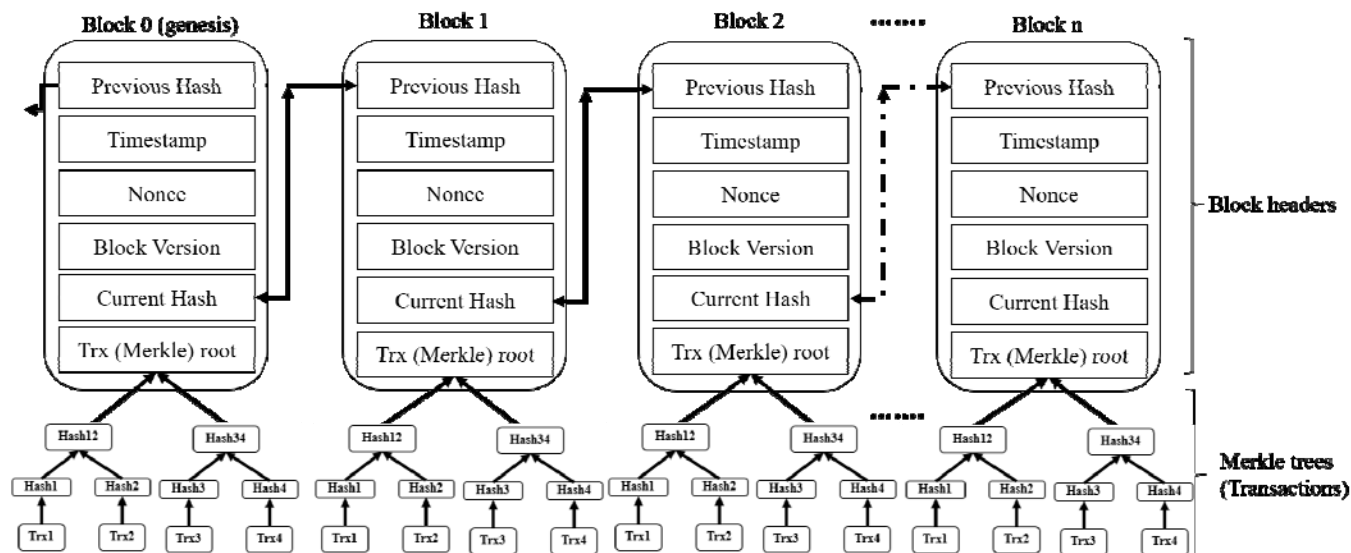 Block 0 (genesis)
Block 1
Block 2
Block n
Previous Hash
Timestamp
Nonce
Block Version
Current Hash
Trx (Merkle) root
Previous Hash
Timestamp
Nonce
Block Version
Current Hash
Trx (Merkle) root
Previous Hash
Timestamp
Nonce
Block Version
Current Hash
Trx (Merkle) root
Previous Hash
Timestamp
Nonce
Block Version
Current Hash
Trx (Merkle) root
Block headers
Hash12
Hash34
Hash1
Hash2
Hash3
Hash4
Trx1
Trx2
Trx3
Trx4
Hash12
Hash34
Hash1
Hash2
Hash3
Hash4
Trx1
Trx2
Trx3
Trx4
Hash12
Hash34
Hash1
Hash2
Hash3
Hash4
Trx1
Trx2
Trx3
Trx4
Hash12
Hash34
Hash1
Hash2
Hash3
Hash4
Trx1
Trx2
Trx3
Trx4
Merkle trees
(Transactions)